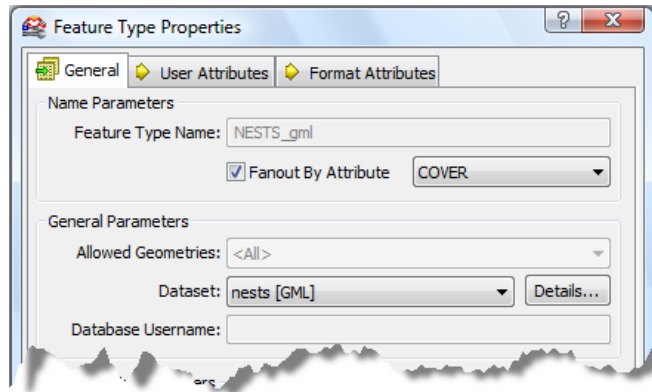 Feature Type Properties
General User Attributes Format Attributes
Name Parameters
Feature Type Name: NESTS_gml
Fanout By Attribute COVER
General Parameters
Allowed Geometries: <All>
Dataset: nests [GML] Details...
Database Username: